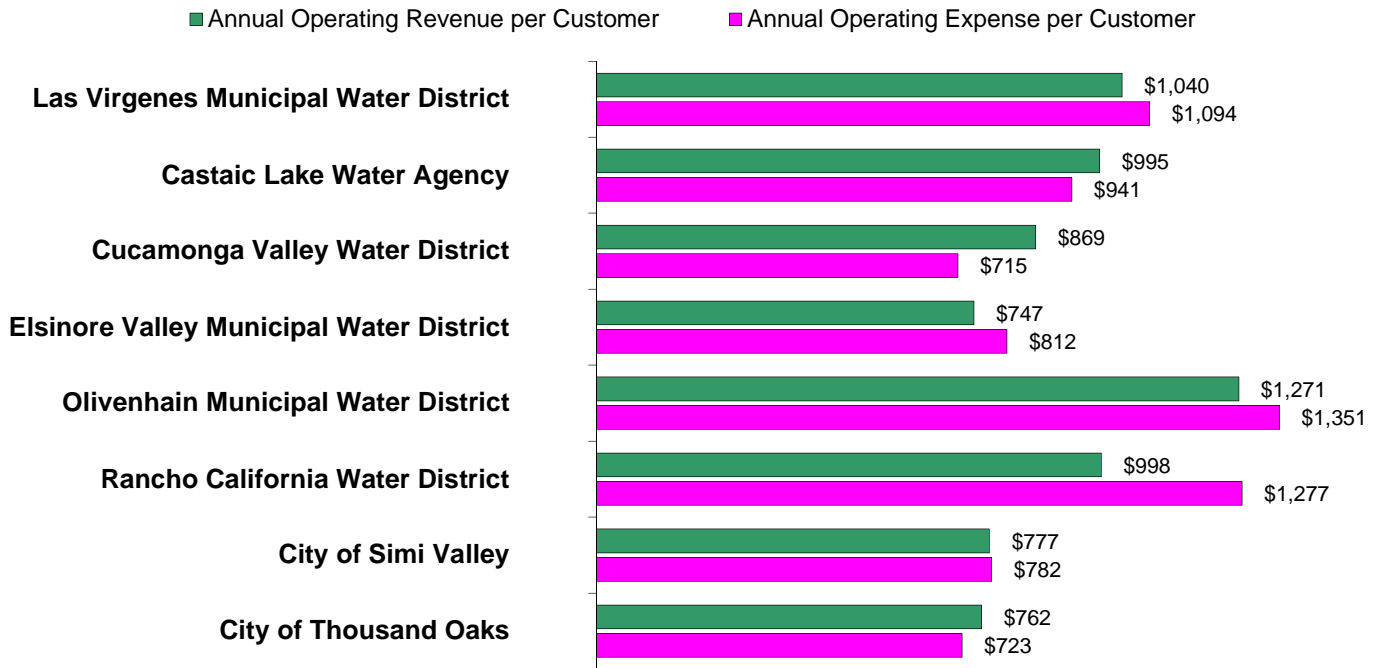 Annual Operating Revenue per Customer Annual Operating Expense per Customer
Las Virgenes Municipal Water District
$1,040
$1,094
Castaic Lake Water Agency
$995
$941
Cucamonga Valley Water District
$869
$715
Elsinore Valley Municipal Water District
$747
$812
Olivenhain Municipal Water District
$1,271
$1,351
Rancho California Water District
$998
$1,277
City of Simi Valley
$777
$782
City of Thousand Oaks
$762
$723